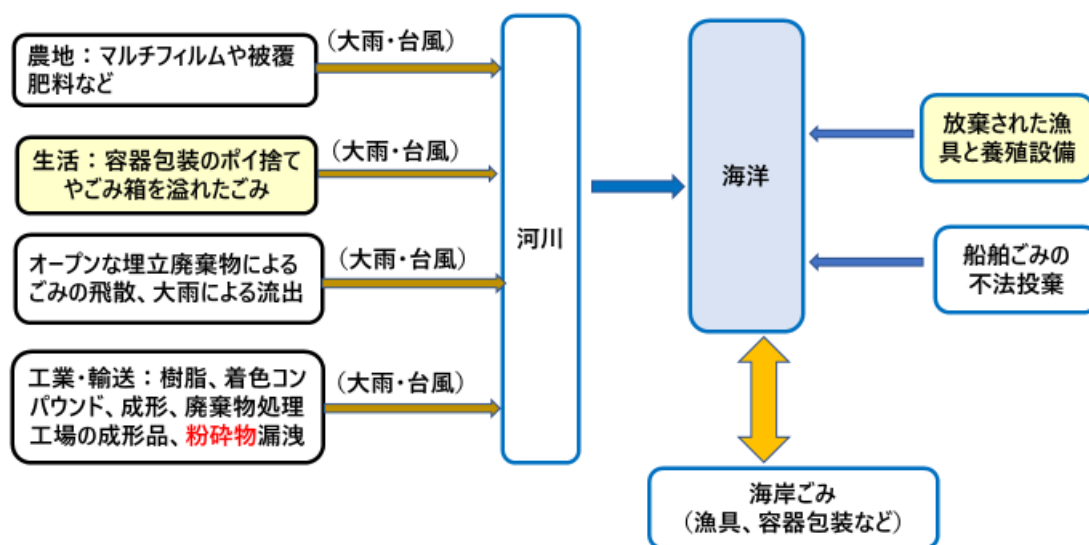 農地：マルチフィルムや被覆
肥料など
（大雨・台風）
生活：容器包装のポイ捨て
やごみ箱を溢れたごみ
（大雨・台風）
オープンな埋立廃棄物による
ごみの飛散、大雨による流出
（大雨・台風）
工業・輸送：樹脂、着色コン
パウンド、成形、廃棄物処理
工場の成形品、粉砕物漏洩
（大雨・台風）
河川
海洋
放棄された漁
具と養殖設備
船舶ごみの
不法投棄
海岸ごみ
（漁具、容器包装など）